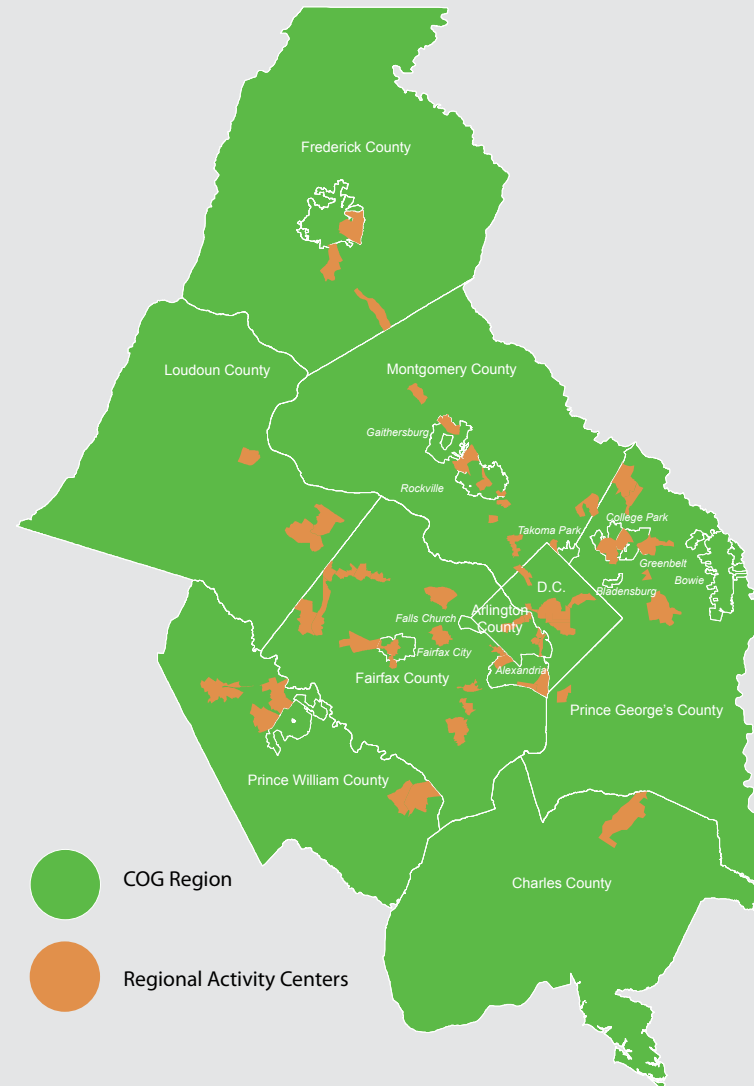 Frederick County
Loudoun County
Montgomery County
Gaithersburg
Rockville
Takoma Park
College Park
Greenbelt
Bladensburg
Bowie
D.C.
Falls Church
Arlington
County
Fairfax City
Alexandria
Fairfax County
Prince George's County
Prince William County
Charles County
COG Region
Regional Activity Centers